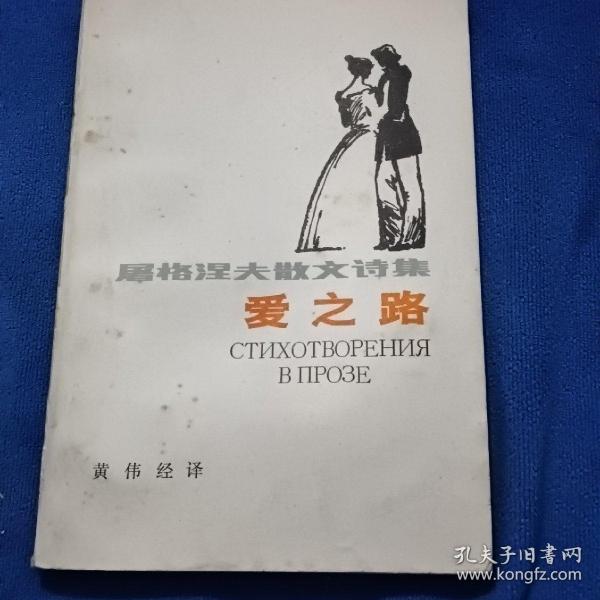 屠格涅夫散文诗集
爱之路
СТИХОТВОРЕНИЯ
В ПРОЗЕ
黄伟经译
孔夫子旧书网
www.kongfz.com